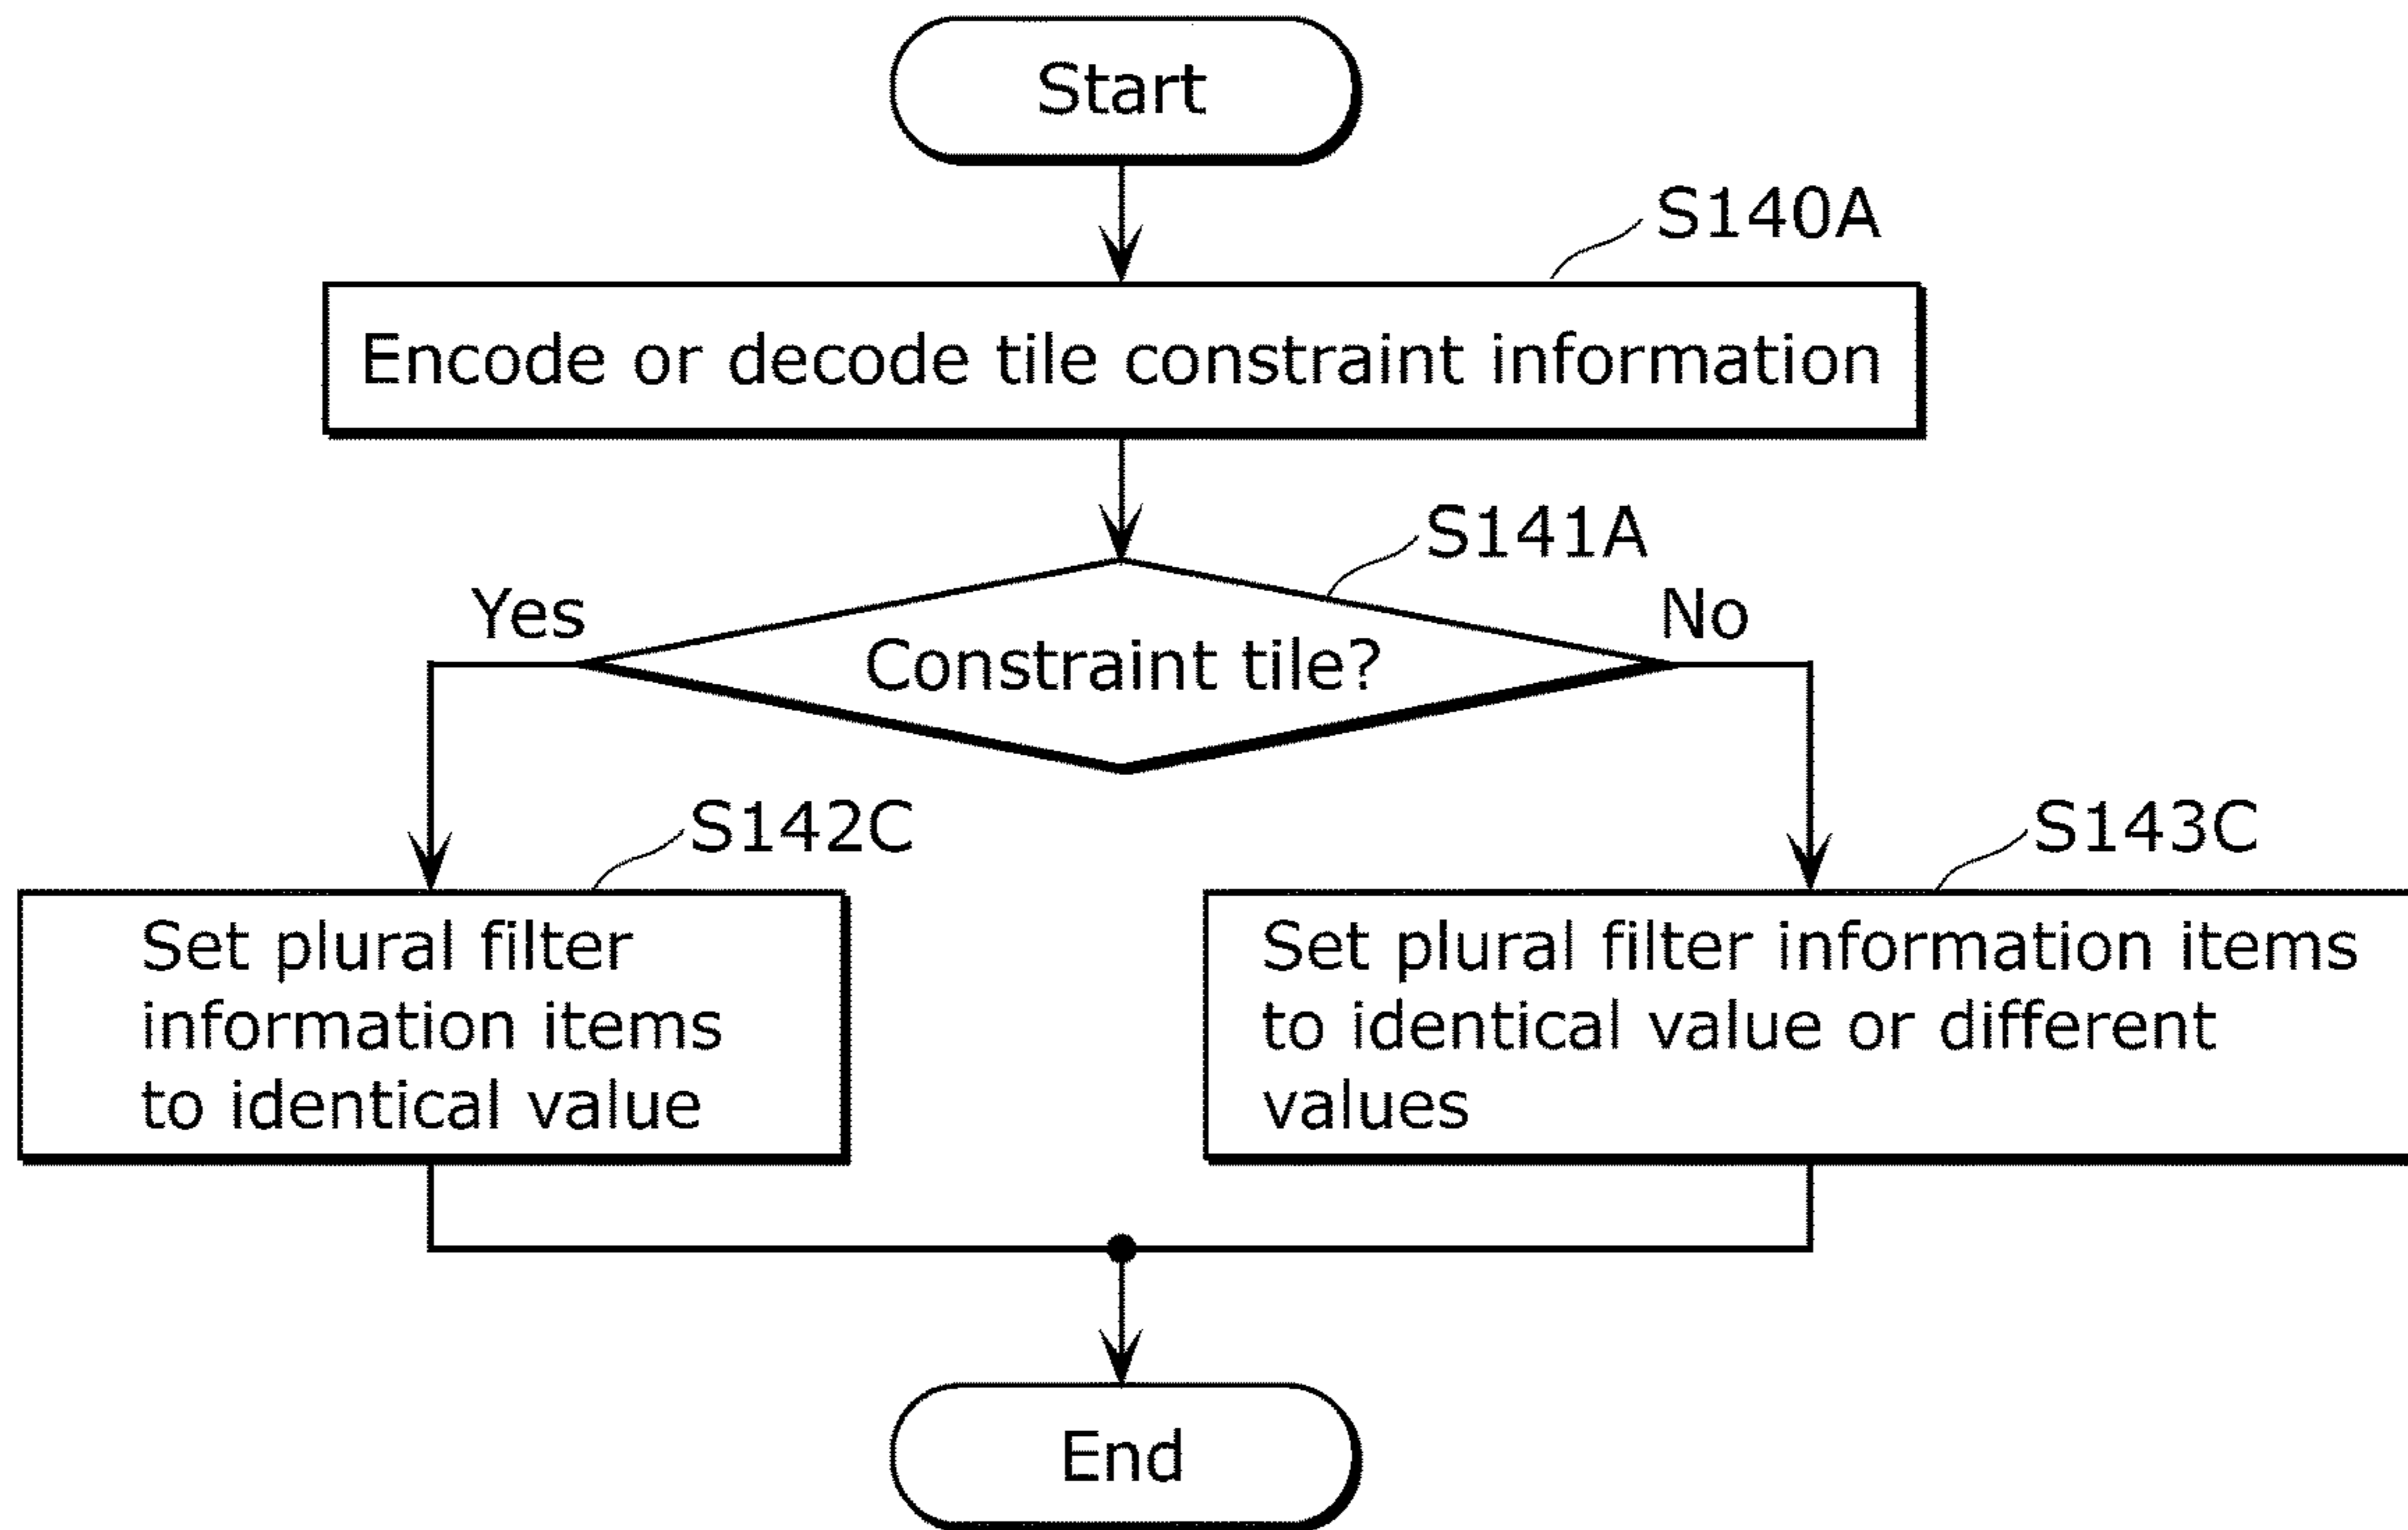 Start
S140A
Encode or decode tile constraint information
S141A
Yes
No
Constraint tile?
S142C
S143C
Set plural filter
information items
to identical value
Set plural filter information items
to identical value or different
values
End